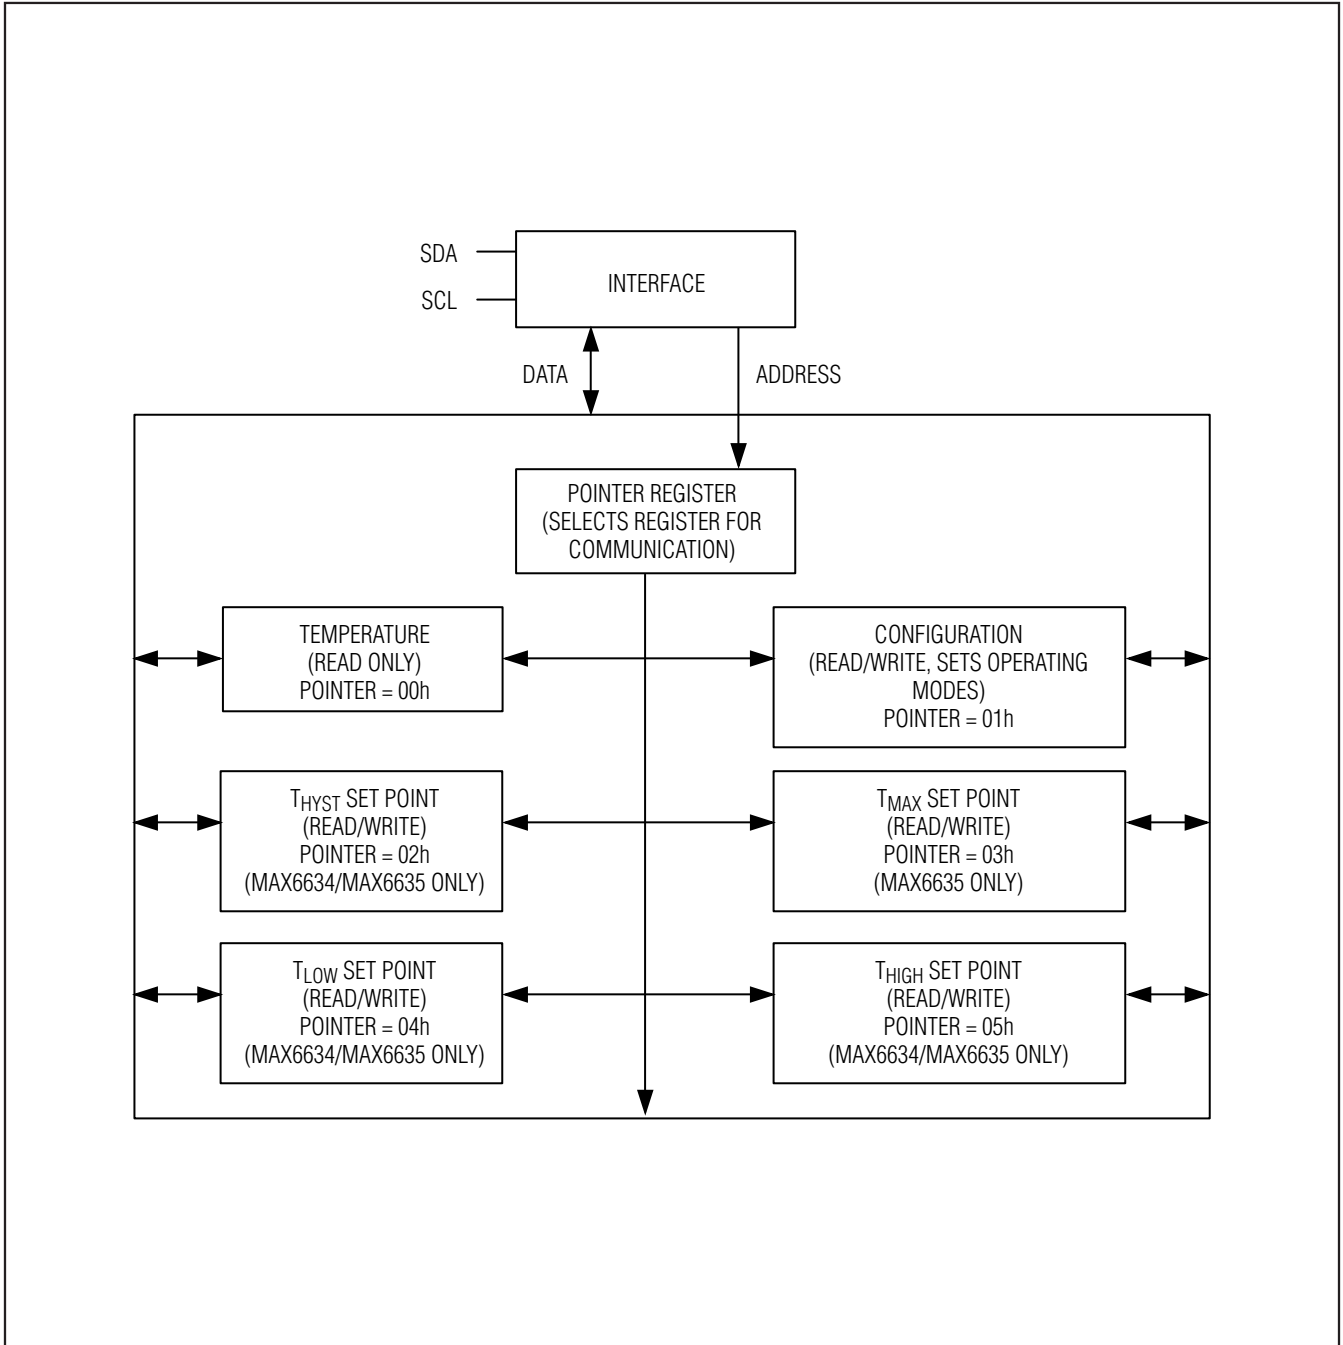 SDA
SCL
INTERFACE
DATA
ADDRESS
POINTER REGISTER
(SELECTS REGISTER FOR
COMMUNICATION)
TEMPERATURE
(READ ONLY)
POINTER = 00h
CONFIGURATION
(READ/WRITE, SETS OPERATING
MODES)
POINTER = 01h
THYST SET POINT
(READ/WRITE)
POINTER = 02h
(MAX6634/MAX6635 ONLY)
TMAX SET POINT
(READ/WRITE)
POINTER = 03h
(MAX6635 ONLY)
TLOW SET POINT
(READ/WRITE)
POINTER = 04h
(MAX6634/MAX6635 ONLY)
THIGH SET POINT
(READ/WRITE)
POINTER = 05h
(MAX6634/MAX6635 ONLY)